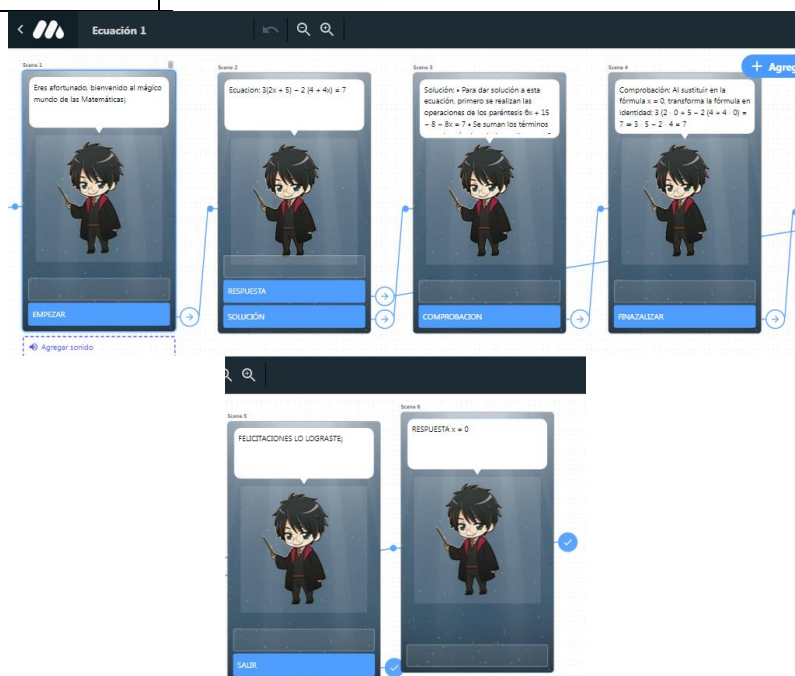 Ecuación 1
Scene 1
Scene 2
Scene 3
Scene 4
+ Agreg
Eres afortunado, bienvenido al mágico
mundo de las Matemáticas;
EMPEZAR
Agregar sonido
Ecuacion: 3(2x + 5) − 2 (4 + 4x) = 7
RESPUESTA
SOLUCIÓN
Solución: • Para dar solución a esta
ecuación, primero se realizan las
operaciones de los paréntesis 6x + 15
− 8 − 8x = 7 • Se suman los términos
COMPROBACION
Comprobación: Al sustituir en la
fórmula x = 0, transforma la fórmula en
identidad: 3 (2 · 0 + 5 − 2 (4 + 4 · 0) =
7 = 3 · 5 − 2 · 4 = 7
FINAZALIZAR
Scene 5
FELICITACIONES LO LOGRASTE;
SALIR
Scene 6
RESPUESTA x = 0